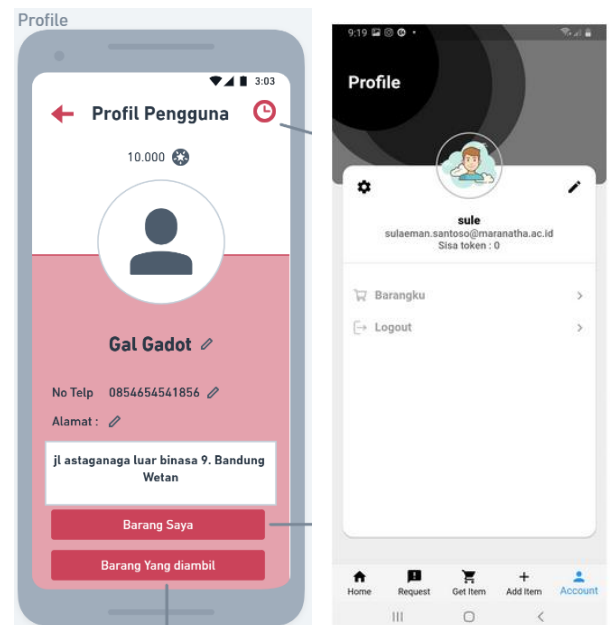 Profile
3:03
Profil Pengguna
10.000
Gal Gadot
No Telp 0854654541856
Alamat :
jl astaganaga luar binasa 9. Bandung
Wetan
Barang Saya
Barang Yang diambil
9:19
Profile
sule
sulaeman.santoso@maranatha.ac.id
Sisa token : 0
Barangku
Logout
Home Request Get Item Add Item Account